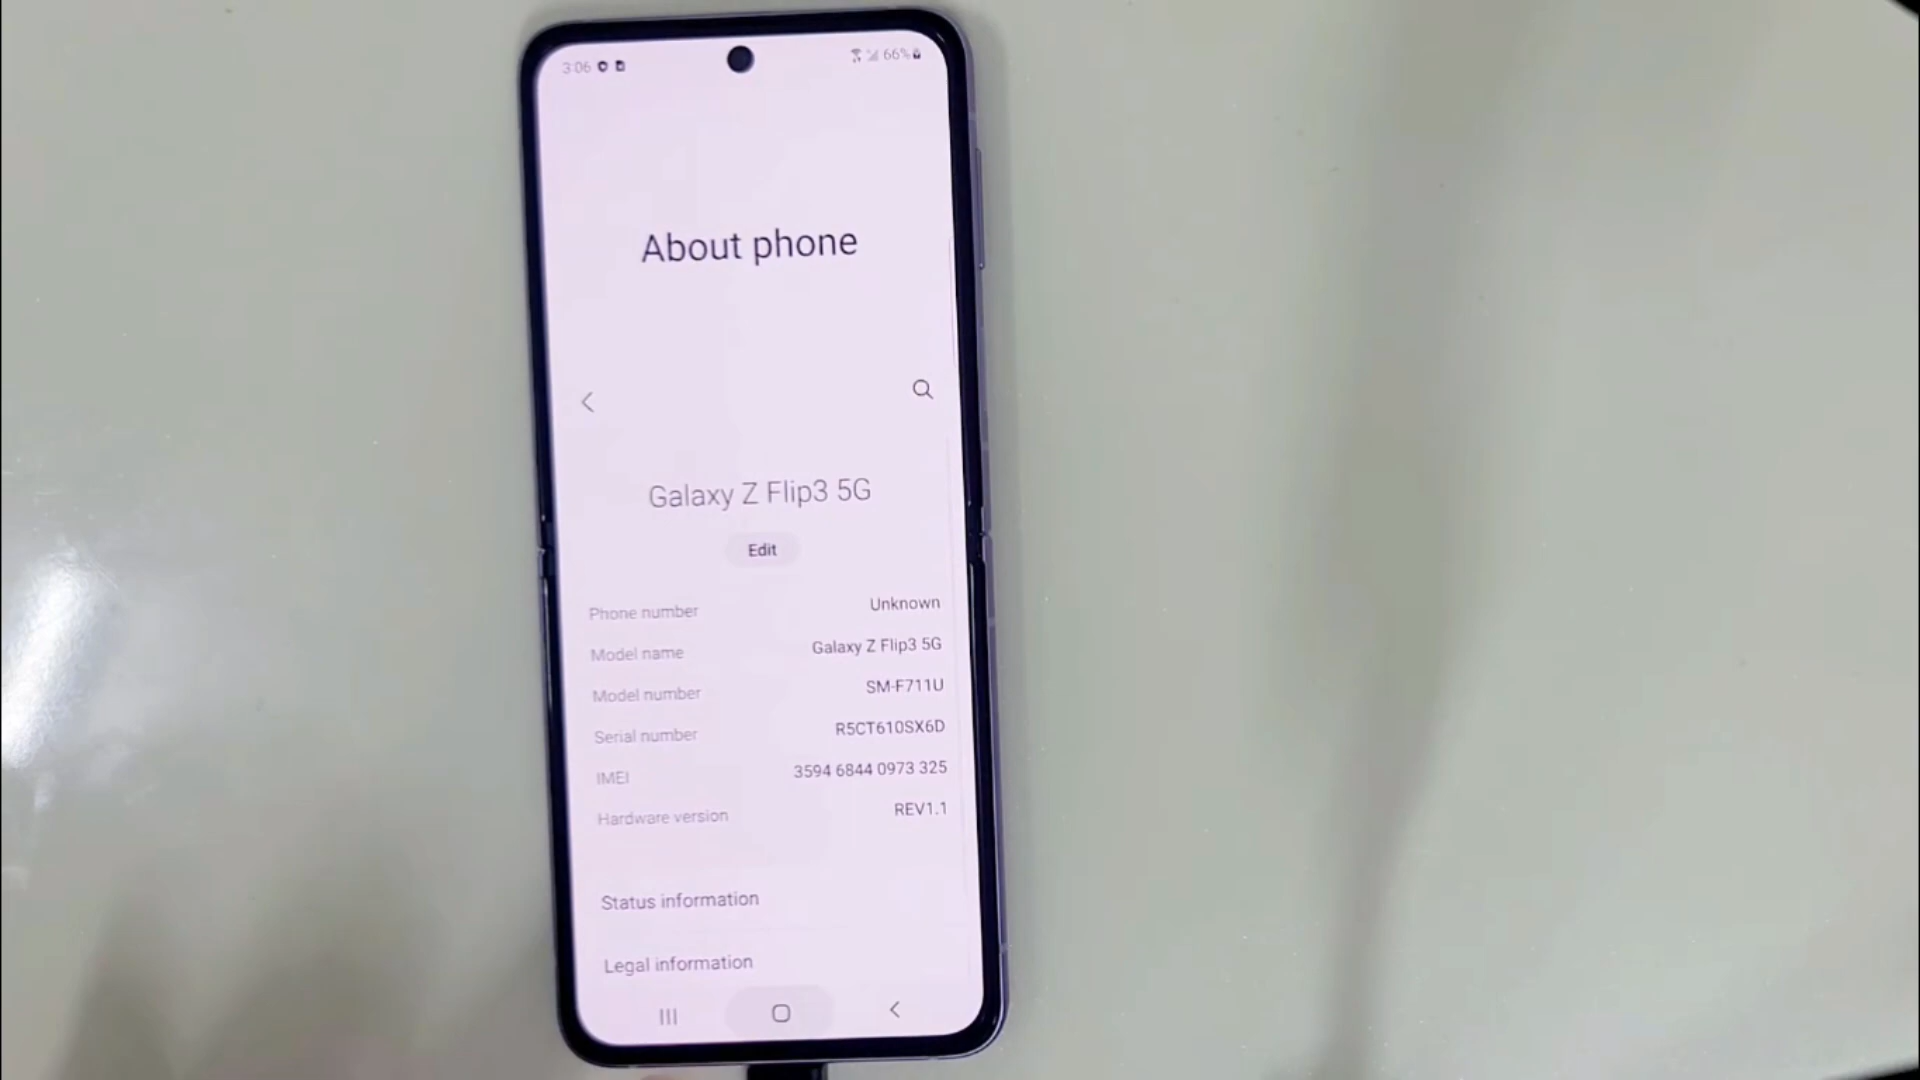 3:06 66%
About phone
Galaxy Z Flip3 5G
Edit
Phone number Unknown
Model name Galaxy Z Flip3 5G
Model number SM-F711U
Serial number R5CT610SX6D
IMEI 3594 6844 0973 325
Hardware version REV1.1
Status information
Legal information